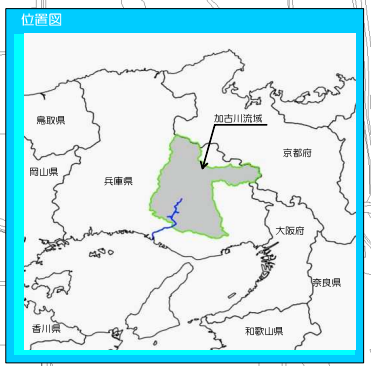 位置図
加古川流域
鳥取県
京都府
岡山県
兵庫県
大阪府
奈良県
香川県
和歌山県